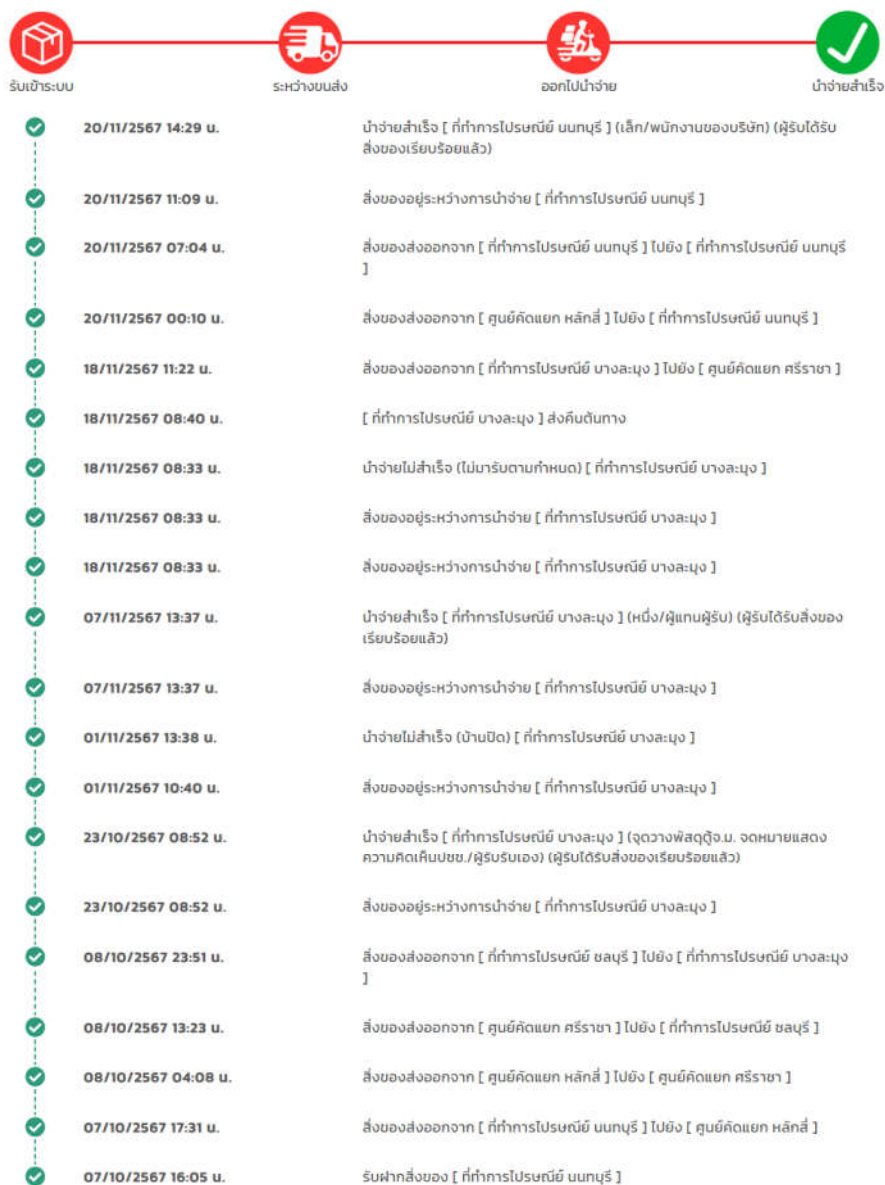 รับเข้าระบบ ระหว่างขนส่ง ออกไปนำจ่าย นำจ่ายสำเร็จ
20/11/2567 14:29 น. นำจ่ายสำเร็จ [ ที่ทำการไปรษณีย์ นนทบุรี ] (เล็ก/พนักงานของบริษัท) (ผู้รับได้รับ
สิ่งของเรียบร้อยแล้ว)
20/11/2567 11:09 น. สิ่งของอยู่ระหว่างการนำจ่าย [ ที่ทำการไปรษณีย์ นนทบุรี ]
20/11/2567 07:04 น. สิ่งของส่งออกจาก [ ที่ทำการไปรษณีย์ นนทบุรี ] ไปยัง [ ที่ทำการไปรษณีย์ นนทบุรี
]
20/11/2567 00:10 น. สิ่งของส่งออกจาก [ ศูนย์คัดแยก หลักสี่ ] ไปยัง [ ที่ทำการไปรษณีย์ นนทบุรี ]
18/11/2567 11:22 น. สิ่งของส่งออกจาก [ ที่ทำการไปรษณีย์ บางละมุง ] ไปยัง [ ศูนย์คัดแยก ศรีราชา ]
18/11/2567 08:40 น. [ ที่ทำการไปรษณีย์ บางละมุง ] ส่งคืนต้นทาง
18/11/2567 08:33 น. นำจ่ายไม่สำเร็จ (ไม่มารับตามกำหนด) [ ที่ทำการไปรษณีย์ บางละมุง ]
18/11/2567 08:33 น. สิ่งของอยู่ระหว่างการนำจ่าย [ ที่ทำการไปรษณีย์ บางละมุง ]
18/11/2567 08:33 น. สิ่งของอยู่ระหว่างการนำจ่าย [ ที่ทำการไปรษณีย์ บางละมุง ]
07/11/2567 13:37 น. นำจ่ายสำเร็จ [ ที่ทำการไปรษณีย์ บางละมุง ] (หนึ่ง/ผู้แทนผู้รับ) (ผู้รับได้รับสิ่งของ
เรียบร้อยแล้ว)
07/11/2567 13:37 น. สิ่งของอยู่ระหว่างการนำจ่าย [ ที่ทำการไปรษณีย์ บางละมุง ]
01/11/2567 13:38 น. นำจ่ายไม่สำเร็จ (บ้านปิด) [ ที่ทำการไปรษณีย์ บางละมุง ]
01/11/2567 10:40 น. สิ่งของอยู่ระหว่างการนำจ่าย [ ที่ทำการไปรษณีย์ บางละมุง ]
23/10/2567 08:52 น. นำจ่ายสำเร็จ [ ที่ทำการไปรษณีย์ บางละมุง ] (จุดวางพัสดุตู้จ.ม. จดหมายแสดง
ความคิดเห็นปชช./ผู้รับรับเอง) (ผู้รับได้รับสิ่งของเรียบร้อยแล้ว)
23/10/2567 08:52 น. สิ่งของอยู่ระหว่างการนำจ่าย [ ที่ทำการไปรษณีย์ บางละมุง ]
08/10/2567 23:51 น. สิ่งของส่งออกจาก [ ที่ทำการไปรษณีย์ ชลบุรี ] ไปยัง [ ที่ทำการไปรษณีย์ บางละมุง
]
08/10/2567 13:23 น. สิ่งของส่งออกจาก [ ศูนย์คัดแยก ศรีราชา ] ไปยัง [ ที่ทำการไปรษณีย์ ชลบุรี ]
08/10/2567 04:08 น. สิ่งของส่งออกจาก [ ศูนย์คัดแยก หลักสี่ ] ไปยัง [ ศูนย์คัดแยก ศรีราชา ]
07/10/2567 17:31 น. สิ่งของส่งออกจาก [ ที่ทำการไปรษณีย์ นนทบุรี ] ไปยัง [ ศูนย์คัดแยก หลักสี่ ]
07/10/2567 16:05 น. รับฝากสิ่งของ [ ที่ทำการไปรษณีย์ นนทบุรี ]